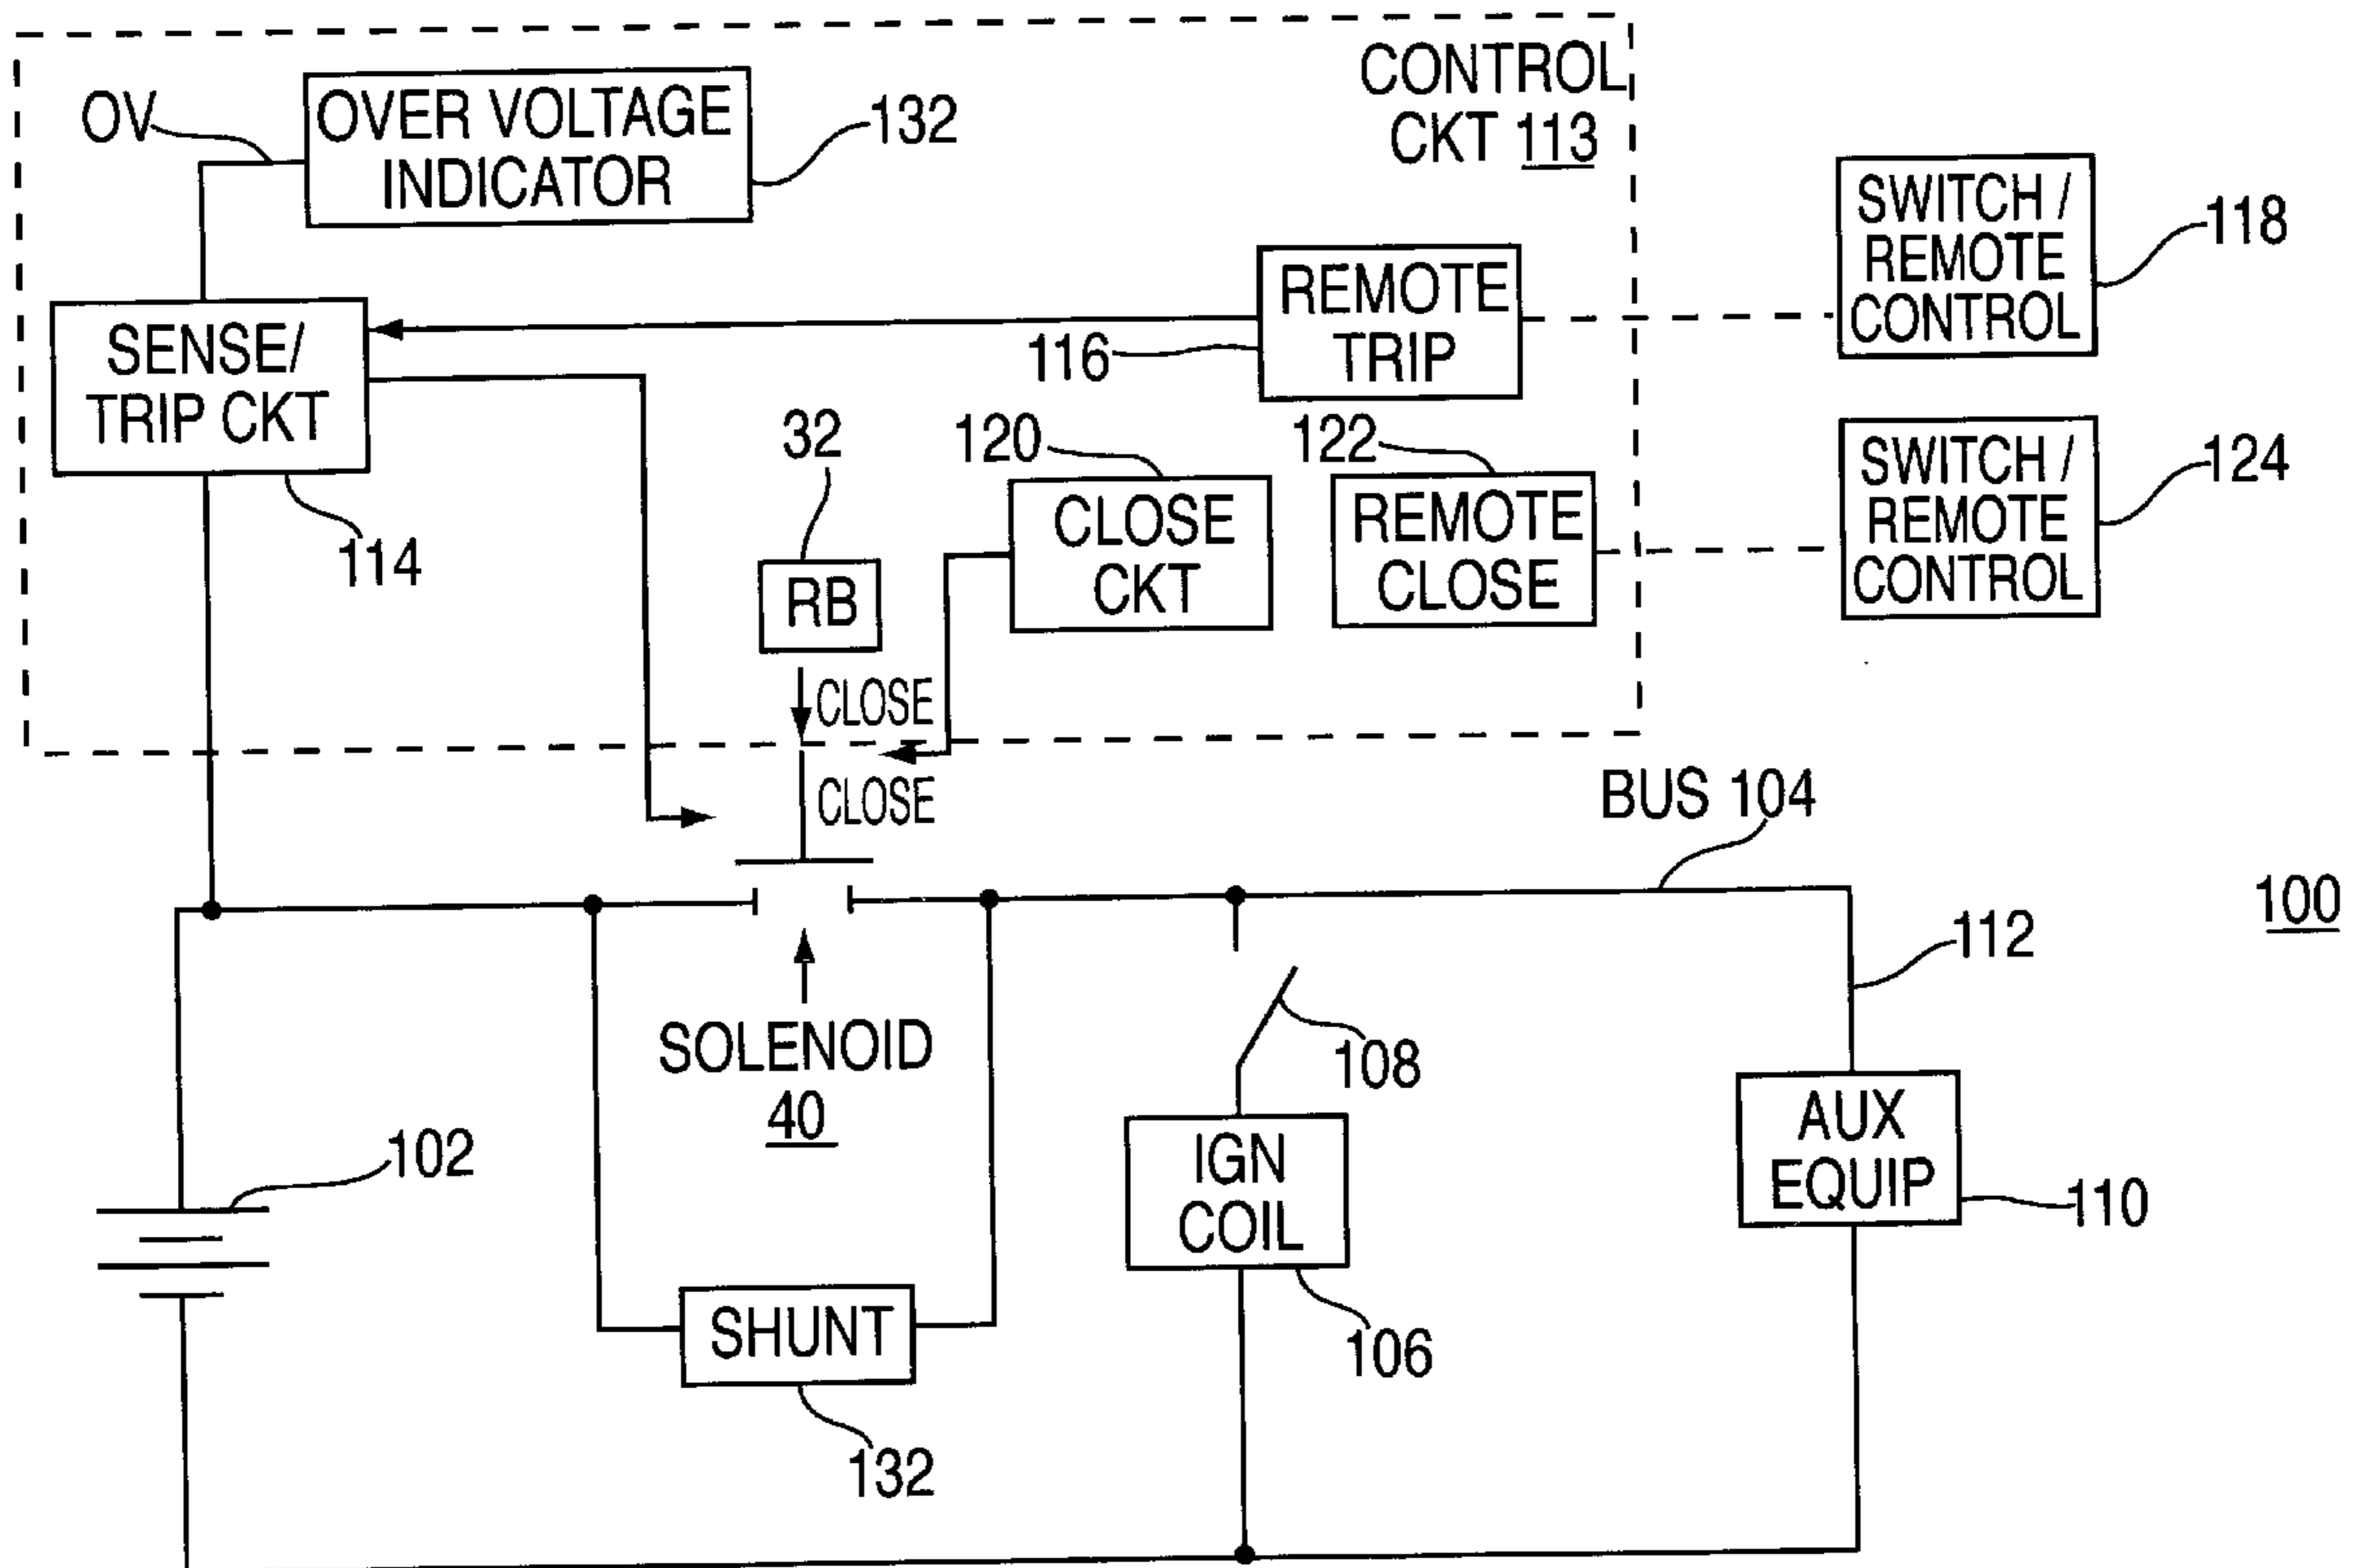 CONTROL
CKT 113
OV
OVER VOLTAGE
INDICATOR
132
SWITCH /
REMOTE
CONTROL
118
REMOTE
TRIP
116
SENSE/
TRIP CKT
114
32
RB
120
CLOSE
CKT
122
REMOTE
CLOSE
SWITCH /
REMOTE
CONTROL
124
CLOSE
CLOSE
BUS 104
100
112
SOLENOID
40
108
102
IGN
COIL
106
AUX
EQUIP
110
SHUNT
132